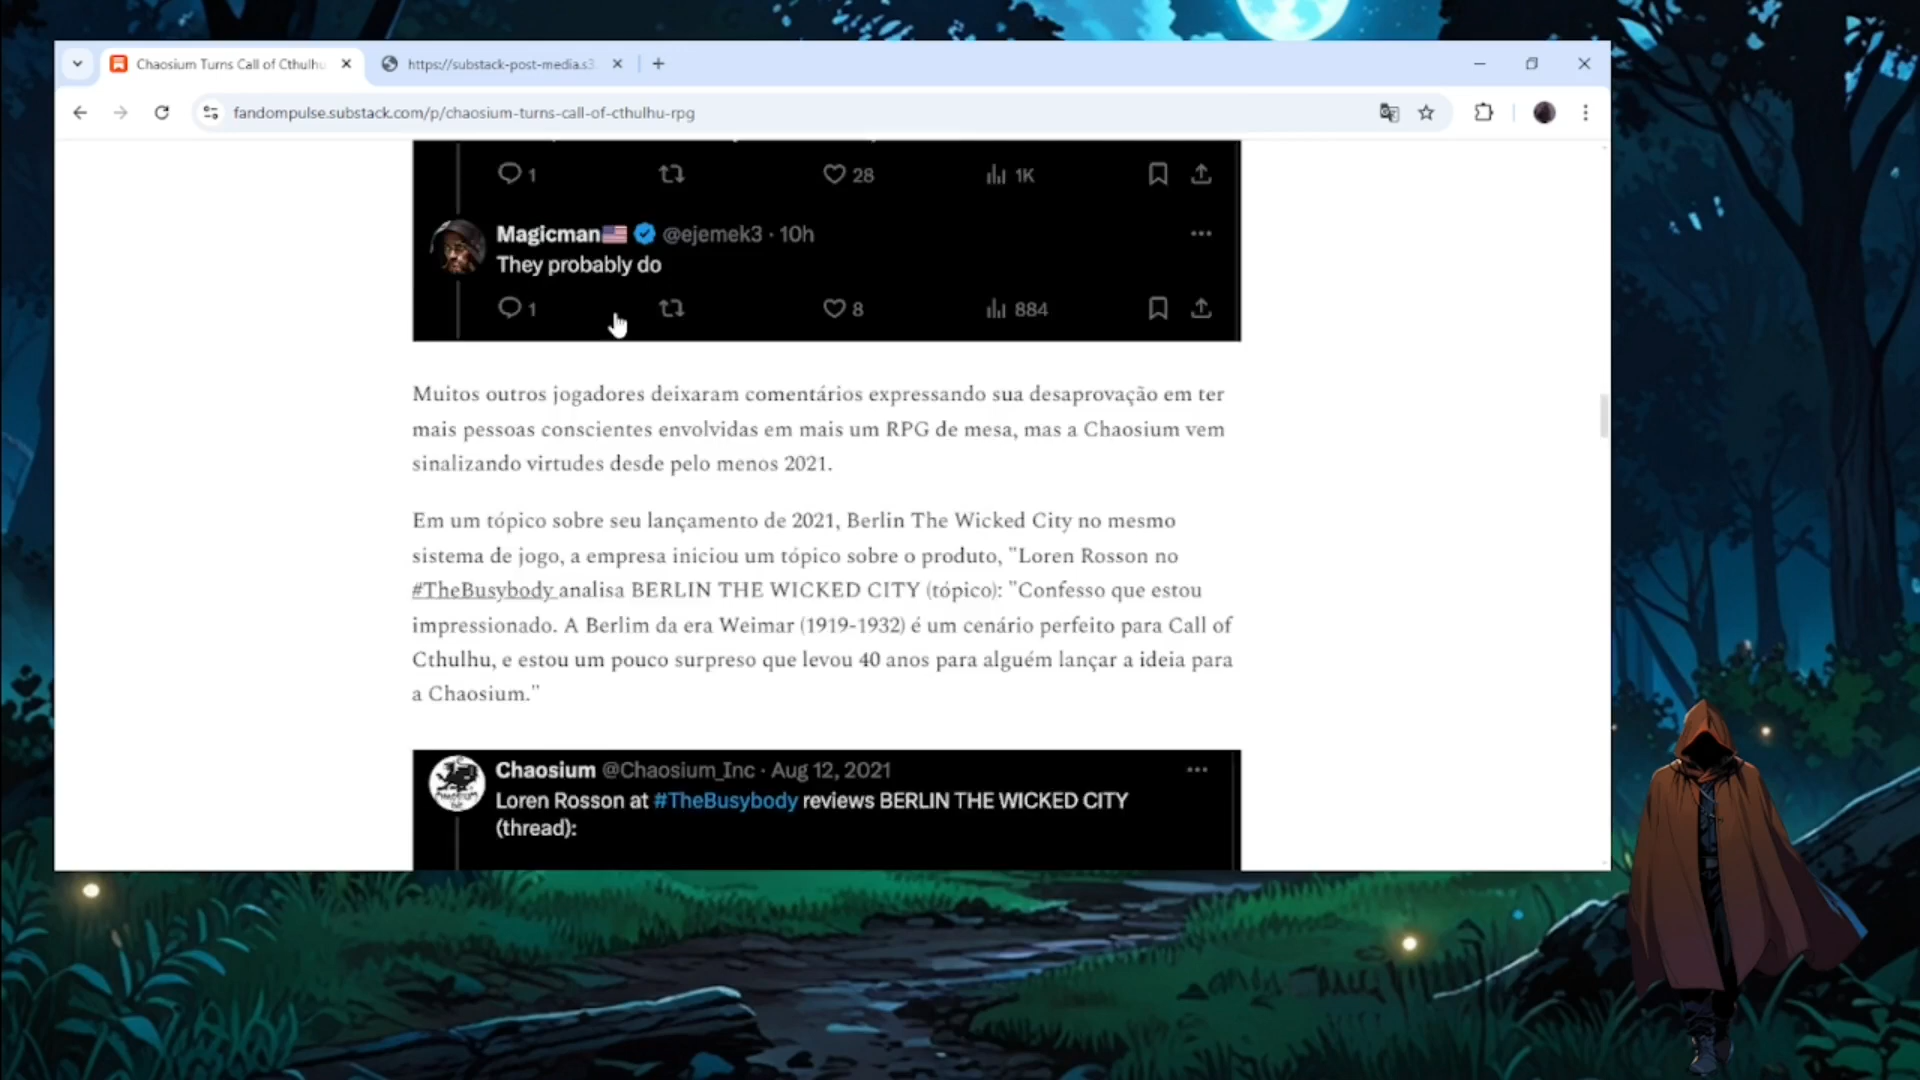 Chaosium Turns Call of Cthulhu
https://substack-post-media.s3.
fandompulse.substack.com/p/chaosium-turns-call-of-cthulhu-rpg
1 28 1K
Magicman @ejemek3 · 10h
They probably do
1 8 884
Muitos outros jogadores deixaram comentários expressando sua desaprovação em ter
mais pessoas conscientes envolvidas em mais um RPG de mesa, mas a Chaosium vem
sinalizando virtudes desde pelo menos 2021.
Em um tópico sobre seu lançamento de 2021, Berlin The Wicked City no mesmo
sistema de jogo, a empresa iniciou um tópico sobre o produto, "Loren Rosson no
#TheBusybody analisa BERLIN THE WICKED CITY (tópico): "Confesso que estou
impressionado. A Berlim da era Weimar (1919-1932) é um cenário perfeito para Call of
Cthulhu, e estou um pouco surpreso que levou 40 anos para alguém lançar a ideia para
a Chaosium."
Chaosium @Chaosium_Inc · Aug 12, 2021
Loren Rosson at #TheBusybody reviews BERLIN THE WICKED CITY
(thread):